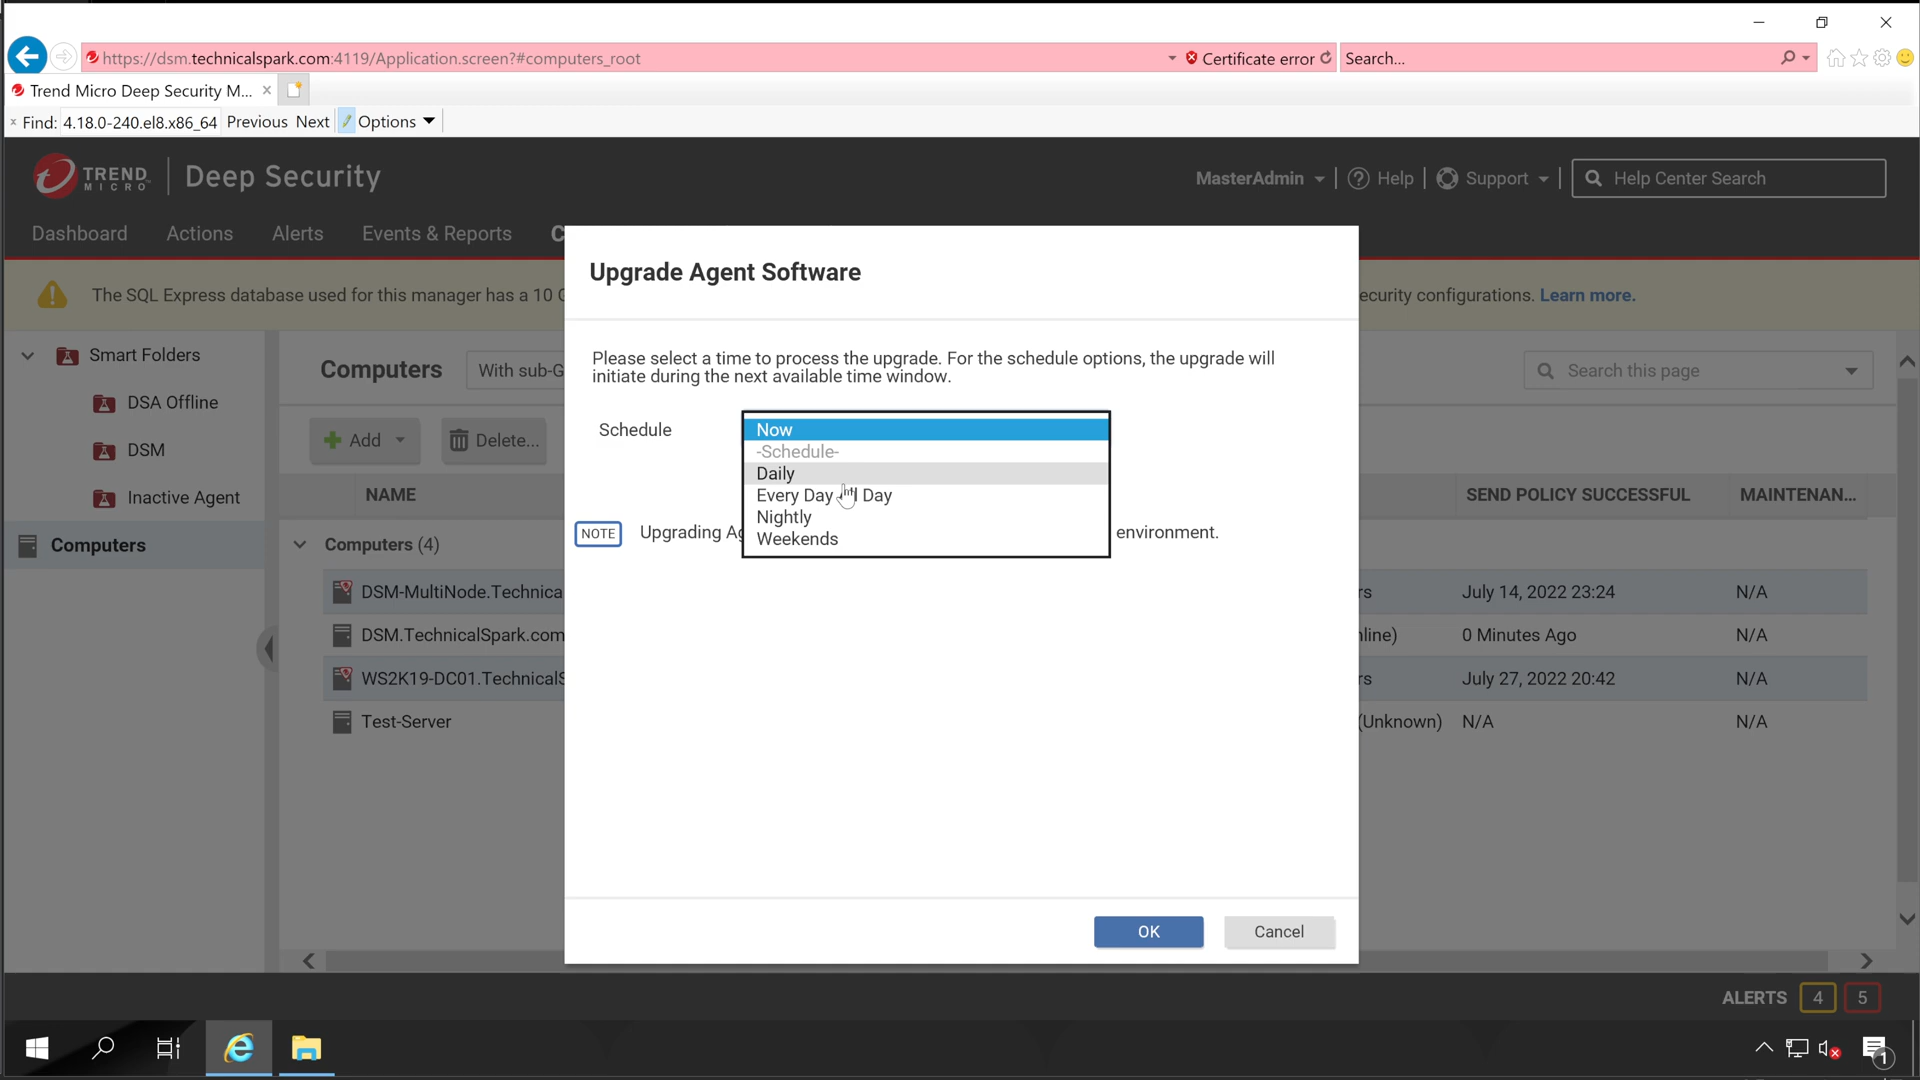 https://dsm.technicalspark.com:4119/Application.screen?#computers_root
Certificate error
Search...
Trend Micro Deep Security M...
Find: 4.18.0-240.el8.x86_64 Previous Next Options
TREND MICRO Deep Security
MasterAdmin Help Support Help Center Search
Dashboard Actions Alerts Events & Reports C
Upgrade Agent Software
The SQL Express database used for this manager has a 10
ecurity configurations. Learn more.
Smart Folders
DSA Offline
DSM
Inactive Agent
Computers
Computers With sub-G
Search this page
Add Delete...
NAME SEND POLICY SUCCESSFUL MAINTENAN...
Computers (4)
DSM-MultiNode.Technica rs July 14, 2022 23:24 N/A
DSM.TechnicalSpark.com line) 0 Minutes Ago N/A
WS2K19-DC01.TechnicalS rs July 27, 2022 20:42 N/A
Test-Server (Unknown) N/A N/A
Please select a time to process the upgrade. For the schedule options, the upgrade will
initiate during the next available time window.
Schedule
Now
-Schedule-
Daily
Every Day Day
Nightly
Weekends
NOTE Upgrading Ag environment.
OK Cancel
ALERTS 4 5
1